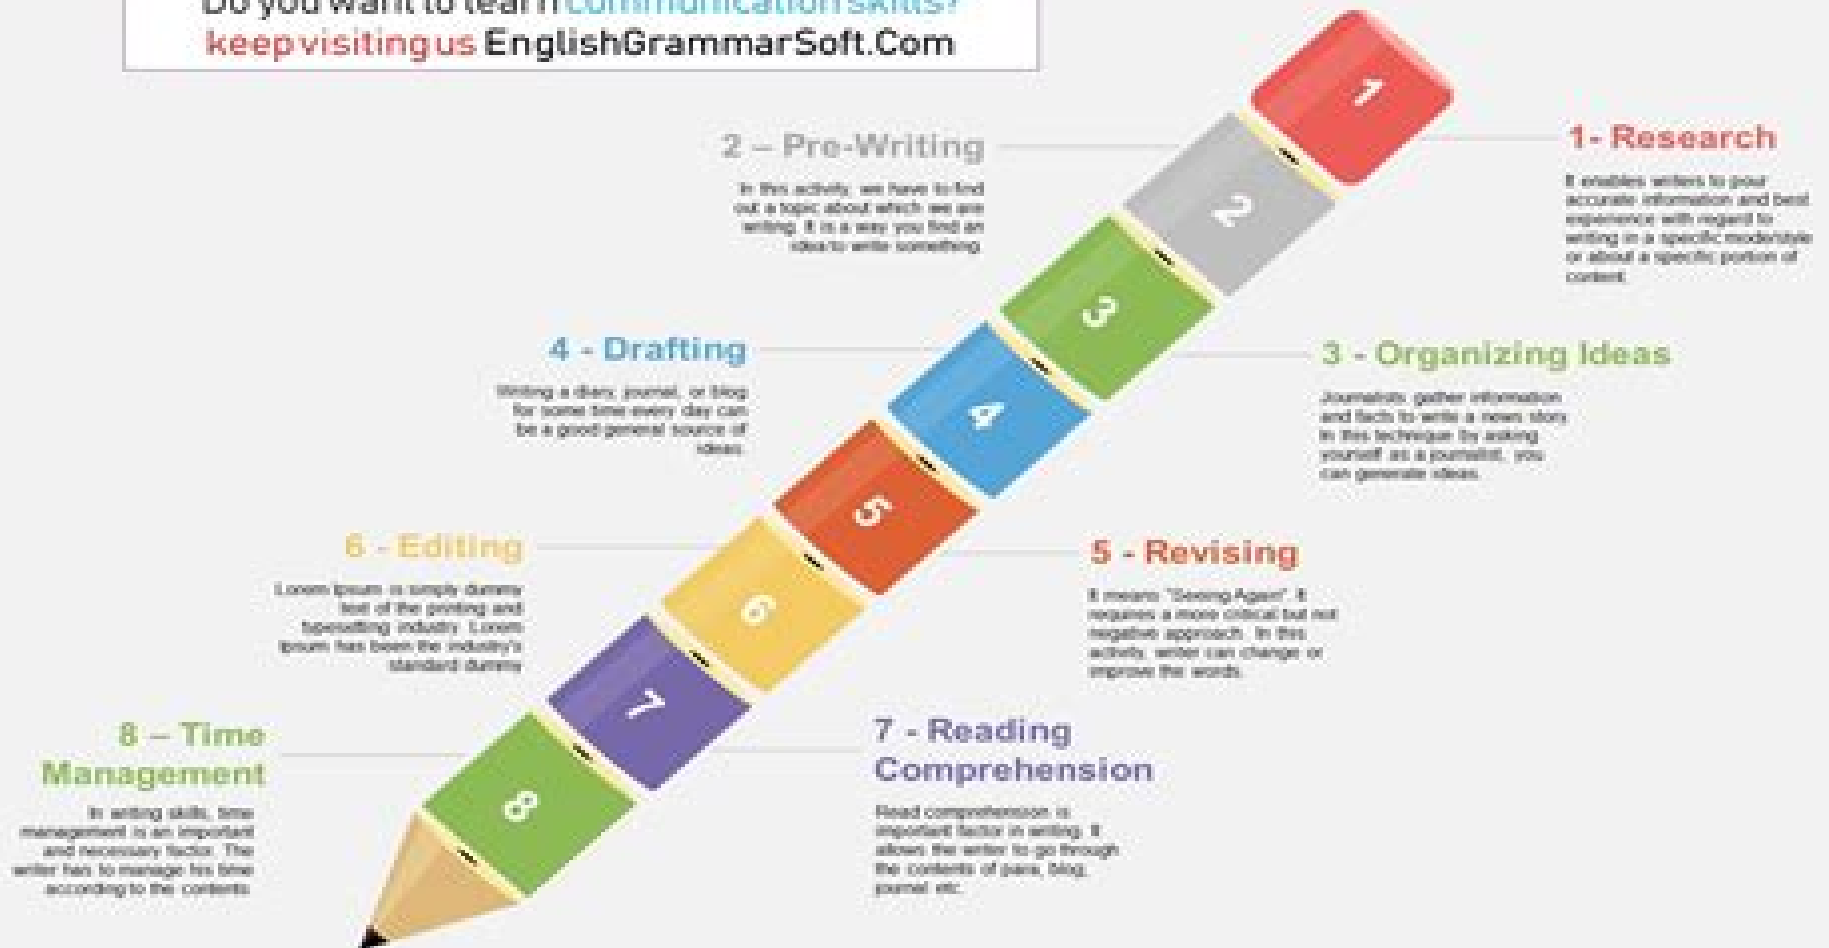 Do you want to learn communication skills?
keep visiting us EnglishGrammarSoft.Com
1
1- Research
It enables writers to pour
accurate information and best
experience with regard to
writing in a specific mode/style
or about a specific portion of
content.
2
2 – Pre-Writing
In this activity, we have to find
out a topic about which we are
writing. It is a way you find an
idea to write something.
3
3 - Organizing Ideas
Journalists gather information
and facts to write a news story.
In this technique by asking
yourself as a journalist, you
can generate ideas.
4
4 - Drafting
Writing a diary, journal, or blog
for some time every day can
be a good general source of
ideas.
5
5 - Revising
It means "Seeing Again". It
requires a more critical but not
negative approach. In this
activity, writer can change or
improve the words.
6
6 - Editing
Lorem Ipsum is simply dummy
text of the printing and
typesetting industry. Lorem
Ipsum has been the industry's
standard dummy
7
7 - Reading
Comprehension
Read comprehension is
important factor in writing. It
allows the writer to go through
the contents of para, blog,
journal etc.
8
8 – Time
Management
In writing skills, time
management is an important
and necessary factor. The
writer has to manage his time
according to the contents.